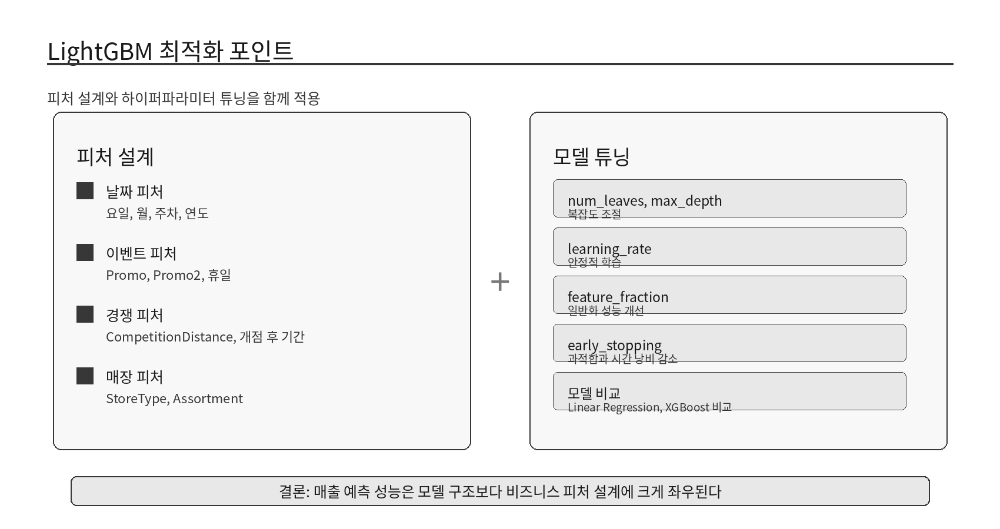 LightGBM 최적화 포인트
피처 설계와 하이퍼파라미터 튜닝을 함께 적용
피처 설계
날짜 피처
요일, 월, 주차, 연도
이벤트 피처
Promo, Promo2, 휴일
경쟁 피처
CompetitionDistance, 개점 후 기간
매장 피처
StoreType, Assortment
+
모델 튜닝
num_leaves, max_depth
복잡도 조절
learning_rate
안정적 학습
feature_fraction
일반화 성능 개선
early_stopping
과적합과 시간 낭비 감소
모델 비교
Linear Regression, XGBoost 비교
결론: 매출 예측 성능은 모델 구조보다 비즈니스 피처 설계에 크게 좌우된다